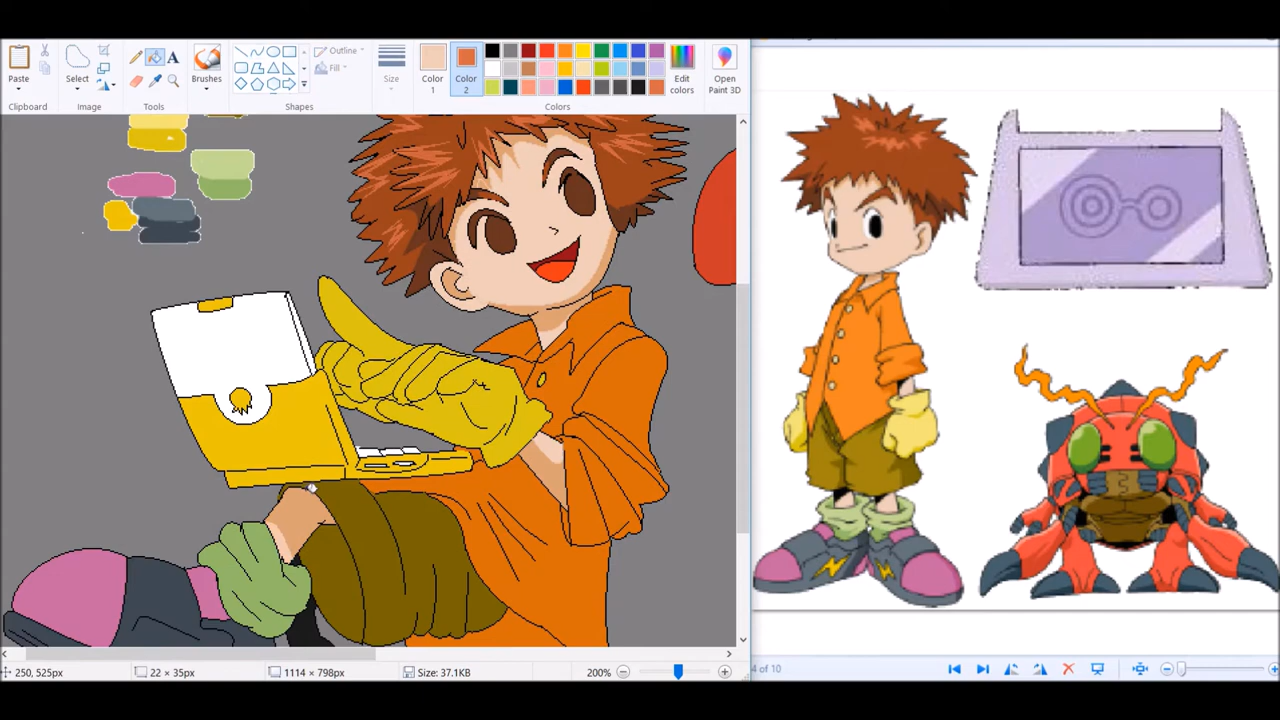 Outline
Fill
Paste
Select
Brushes
Size
Color
1
Color
2
Edit
colors
Open
Paint 3D
Clipboard
Image
Tools
Shapes
Colors
250, 525px
22 × 35px
1114 × 798px
Size: 37.1KB
200%
4 of 10